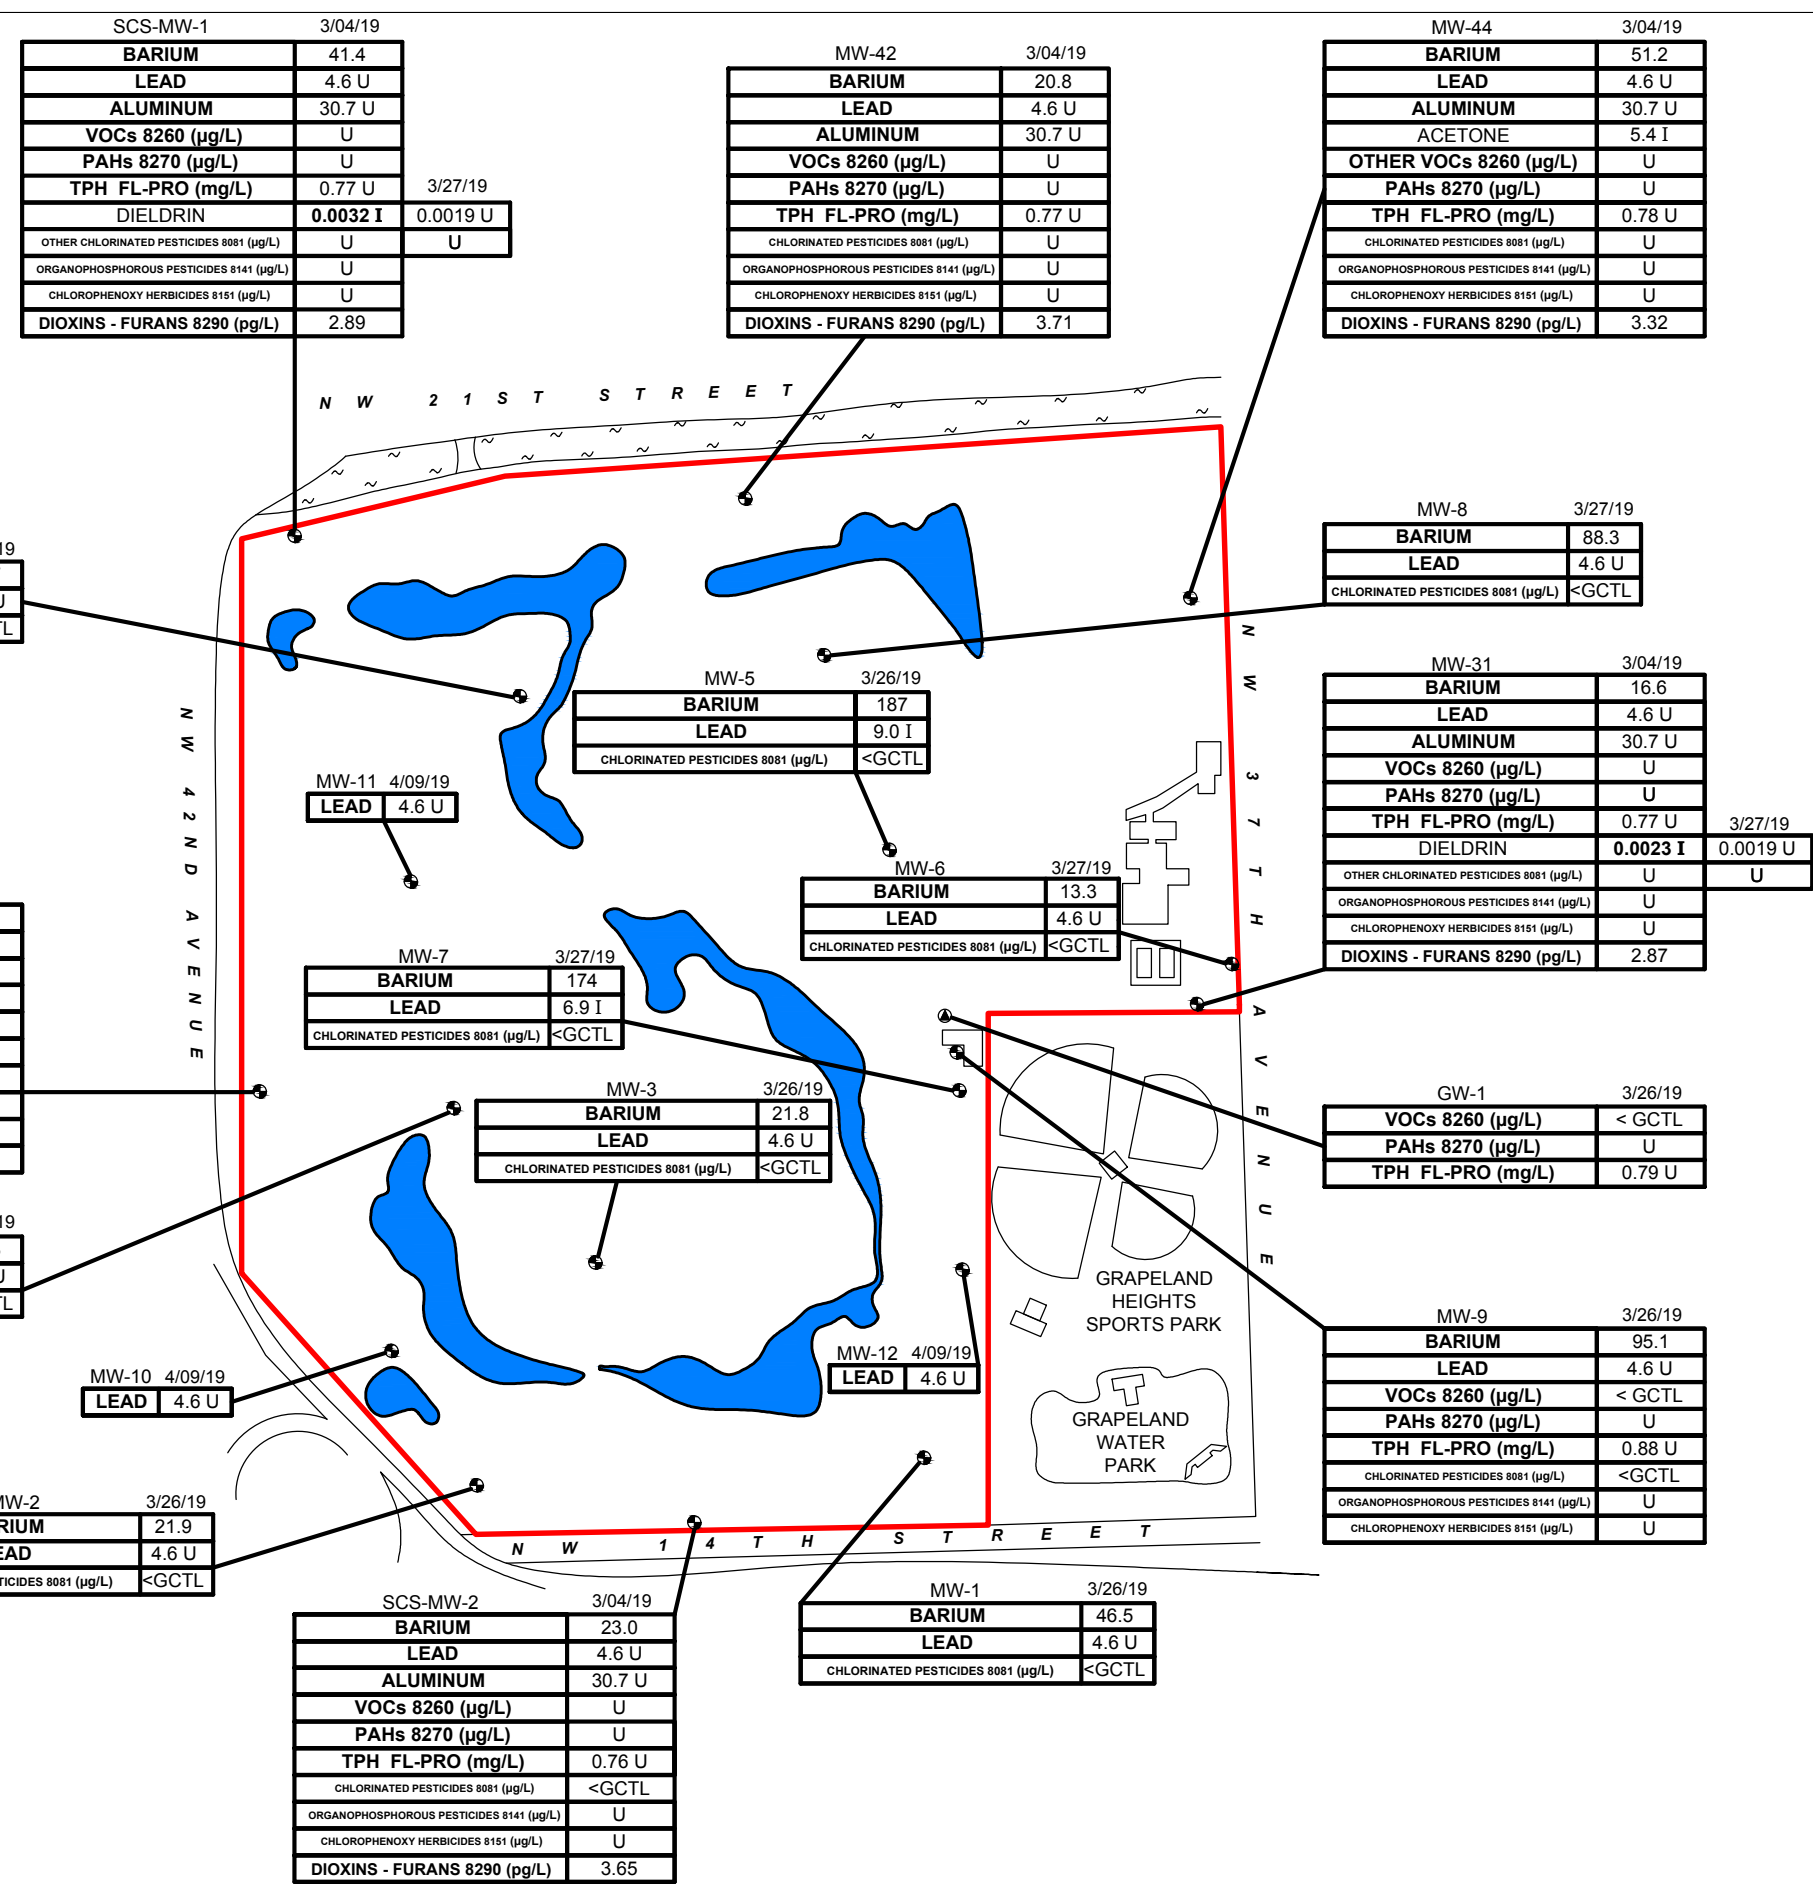 SCS-MW-1 3/04/19
BARIUM 41.4
LEAD 4.6 U
ALUMINUM 30.7 U
VOCs 8260 (µg/L) U
PAHs 8270 (µg/L) U
TPH FL-PRO (mg/L) 0.77 U 3/27/19
DIELDRIN 0.0032 I 0.0019 U
OTHER CHLORINATED PESTICIDES 8081 (µg/L) U U
ORGANOPHOSPHOROUS PESTICIDES 8141 (µg/L) U
CHLOROPHENOXY HERBICIDES 8151 (µg/L) U
DIOXINS - FURANS 8290 (pg/L) 2.89
MW-42 3/04/19
BARIUM 20.8
LEAD 4.6 U
ALUMINUM 30.7 U
VOCs 8260 (µg/L) U
PAHs 8270 (µg/L) U
TPH FL-PRO (mg/L) 0.77 U
CHLORINATED PESTICIDES 8081 (µg/L) U
ORGANOPHOSPHOROUS PESTICIDES 8141 (µg/L) U
CHLOROPHENOXY HERBICIDES 8151 (µg/L) U
DIOXINS - FURANS 8290 (pg/L) 3.71
MW-44 3/04/19
BARIUM 51.2
LEAD 4.6 U
ALUMINUM 30.7 U
ACETONE 5.4 I
OTHER VOCs 8260 (µg/L) U
PAHs 8270 (µg/L) U
TPH FL-PRO (mg/L) 0.78 U
CHLORINATED PESTICIDES 8081 (µg/L) U
ORGANOPHOSPHOROUS PESTICIDES 8141 (µg/L) U
CHLOROPHENOXY HERBICIDES 8151 (µg/L) U
DIOXINS - FURANS 8290 (pg/L) 3.32
NW 21ST STREET
MW-8 3/27/19
BARIUM 88.3
LEAD 4.6 U
CHLORINATED PESTICIDES 8081 (µg/L) <GCTL
19
U
TL
MW-5 3/26/19
BARIUM 187
LEAD 9.0 I
CHLORINATED PESTICIDES 8081 (µg/L) <GCTL
MW-31 3/04/19
BARIUM 16.6
LEAD 4.6 U
ALUMINUM 30.7 U
VOCs 8260 (µg/L) U
PAHs 8270 (µg/L) U
TPH FL-PRO (mg/L) 0.77 U 3/27/19
DIELDRIN 0.0023 I 0.0019 U
OTHER CHLORINATED PESTICIDES 8081 (µg/L) U U
ORGANOPHOSPHOROUS PESTICIDES 8141 (µg/L) U
CHLOROPHENOXY HERBICIDES 8151 (µg/L) U
DIOXINS - FURANS 8290 (pg/L) 2.87
NW 42ND AVENUE
NW 37TH AVENUE
MW-11 4/09/19
LEAD 4.6 U
MW-6 3/27/19
BARIUM 13.3
LEAD 4.6 U
CHLORINATED PESTICIDES 8081 (µg/L) <GCTL
MW-7 3/27/19
BARIUM 174
LEAD 6.9 I
CHLORINATED PESTICIDES 8081 (µg/L) <GCTL
MW-3 3/26/19
BARIUM 21.8
LEAD 4.6 U
CHLORINATED PESTICIDES 8081 (µg/L) <GCTL
GW-1 3/26/19
VOCs 8260 (µg/L) < GCTL
PAHs 8270 (µg/L) U
TPH FL-PRO (mg/L) 0.79 U
19
U
TL
GRAPELAND
HEIGHTS
SPORTS PARK
MW-9 3/26/19
BARIUM 95.1
LEAD 4.6 U
VOCs 8260 (µg/L) < GCTL
PAHs 8270 (µg/L) U
TPH FL-PRO (mg/L) 0.88 U
CHLORINATED PESTICIDES 8081 (µg/L) <GCTL
ORGANOPHOSPHOROUS PESTICIDES 8141 (µg/L) U
CHLOROPHENOXY HERBICIDES 8151 (µg/L) U
MW-12 4/09/19
LEAD 4.6 U
MW-10 4/09/19
LEAD 4.6 U
GRAPELAND
WATER
PARK
MW-2 3/26/19
RIUM 21.9
EAD 4.6 U
TICIDES 8081 (µg/L) <GCTL
NW 14TH STREET
SCS-MW-2 3/04/19
BARIUM 23.0
LEAD 4.6 U
ALUMINUM 30.7 U
VOCs 8260 (µg/L) U
PAHs 8270 (µg/L) U
TPH FL-PRO (mg/L) 0.76 U
CHLORINATED PESTICIDES 8081 (µg/L) <GCTL
ORGANOPHOSPHOROUS PESTICIDES 8141 (µg/L) U
CHLOROPHENOXY HERBICIDES 8151 (µg/L) U
DIOXINS - FURANS 8290 (pg/L) 3.65
MW-1 3/26/19
BARIUM 46.5
LEAD 4.6 U
CHLORINATED PESTICIDES 8081 (µg/L) <GCTL